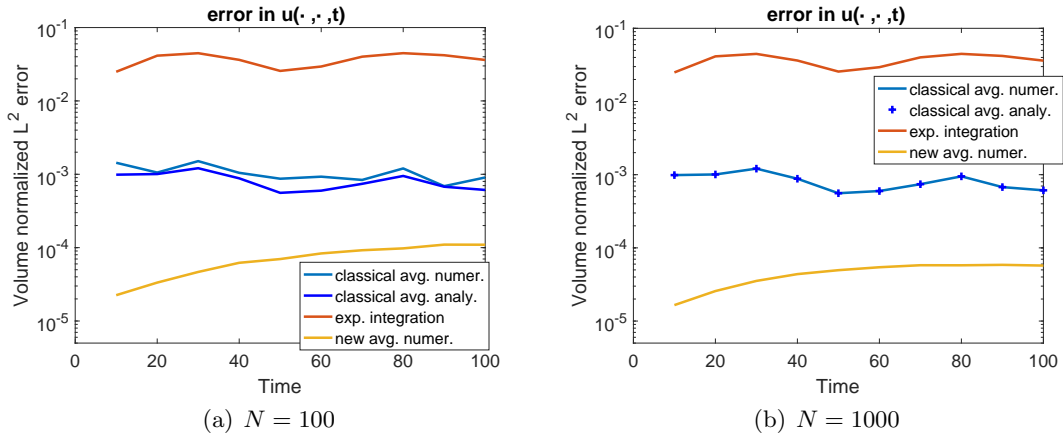 error in u(· ,· ,t)
Volume normalized L² error
10⁻¹
10⁻²
10⁻³
10⁻⁴
10⁻⁵
classical avg. numer.
classical avg. analy.
exp. integration
new avg. numer.
0 20 40 60 80 100
Time
(a) N = 100
error in u(· ,· ,t)
Volume normalized L² error
10⁻¹
10⁻²
10⁻³
10⁻⁴
10⁻⁵
classical avg. numer.
classical avg. analy.
exp. integration
new avg. numer.
0 20 40 60 80 100
Time
(b) N = 1000